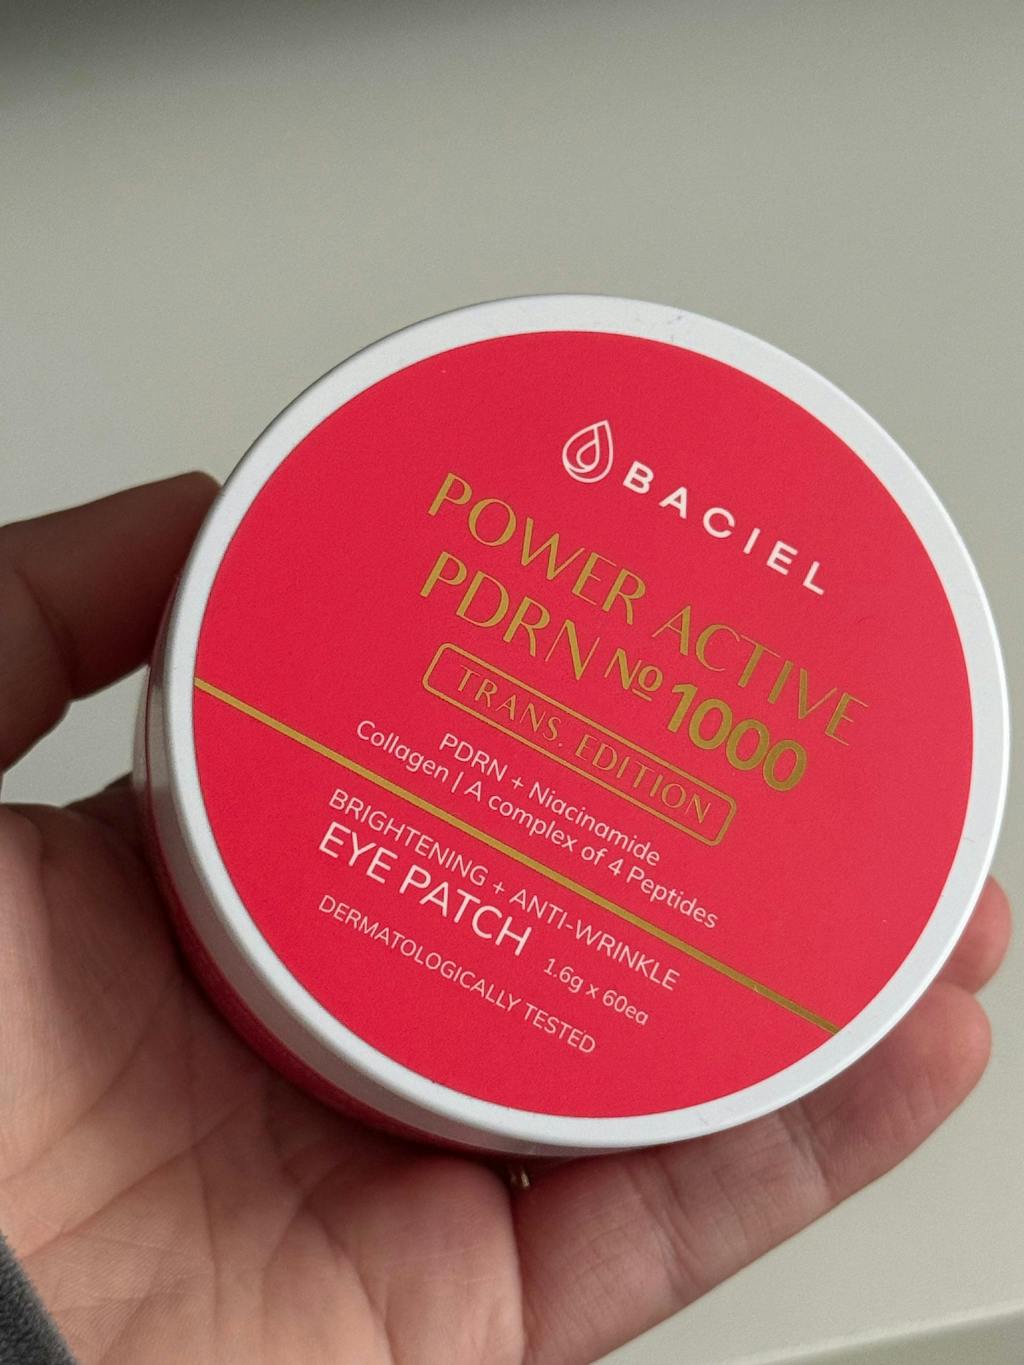 BACIEL
POWER ACTIVE
PDRN № 1000
TRANS. EDITION
PDRN + Niacinamide
Collagen | A complex of 4 Peptides
BRIGHTENING + ANTI-WRINKLE
EYE PATCH 1.6g x 60ea
DERMATOLOGICALLY TESTED